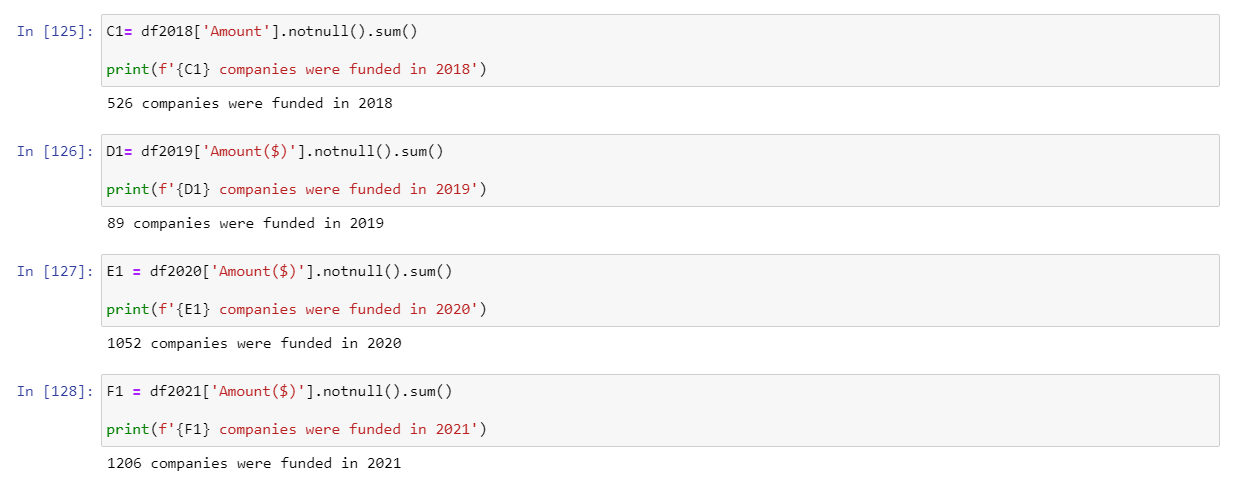 In [125]: C1= df2018['Amount'].notnull().sum()
print(f'{C1} companies were funded in 2018')
526 companies were funded in 2018
In [126]: D1= df2019['Amount($)'].notnull().sum()
print(f'{D1} companies were funded in 2019')
89 companies were funded in 2019
In [127]: E1 = df2020['Amount($)'].notnull().sum()
print(f'{E1} companies were funded in 2020')
1052 companies were funded in 2020
In [128]: F1 = df2021['Amount($)'].notnull().sum()
print(f'{F1} companies were funded in 2021')
1206 companies were funded in 2021